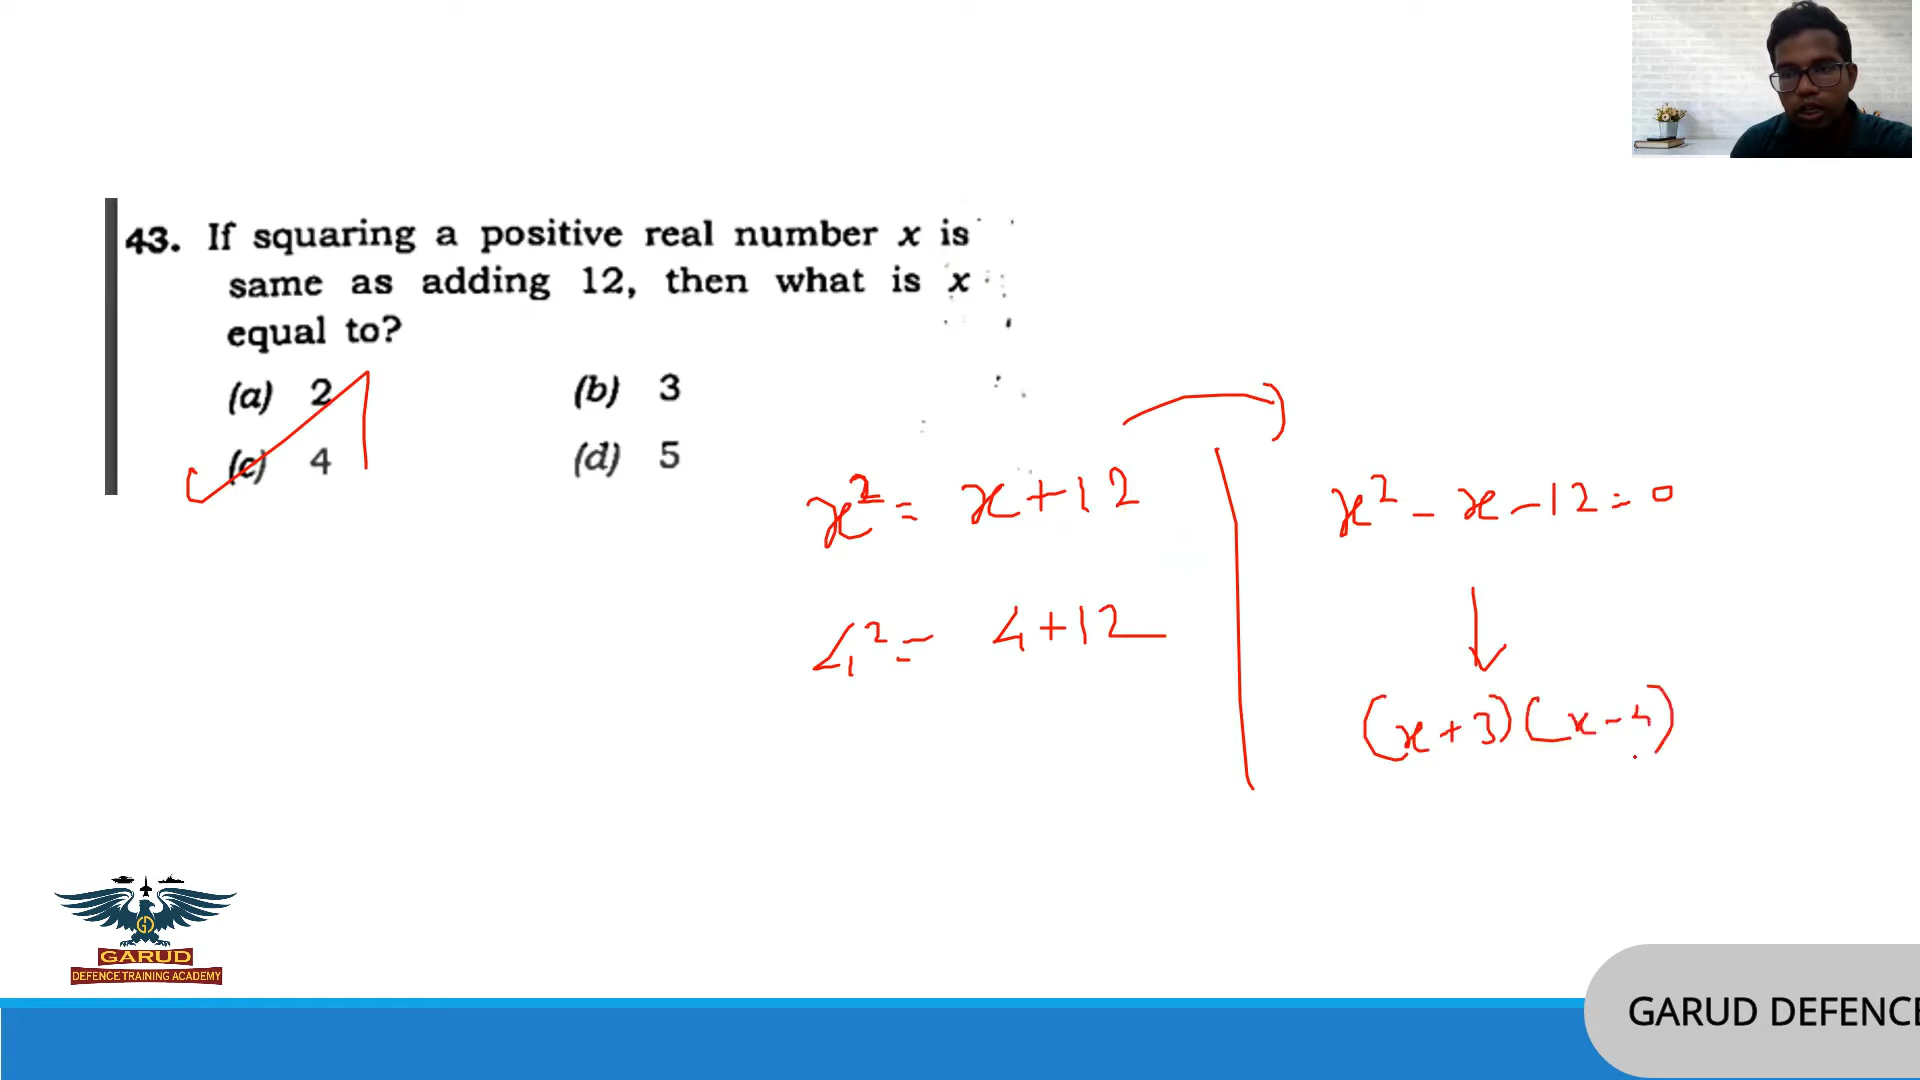 43. If squaring a positive real number x is
same as adding 12, then what is x
equal to?
(a) 2 (b) 3
(c) 4 (d) 5
x² = x + 12
4² = 4 + 12
x² - x - 12 = 0
(x + 3) (x - 4)
GARUD
DEFENCE TRAINING ACADEMY
GARUD DEFENCE